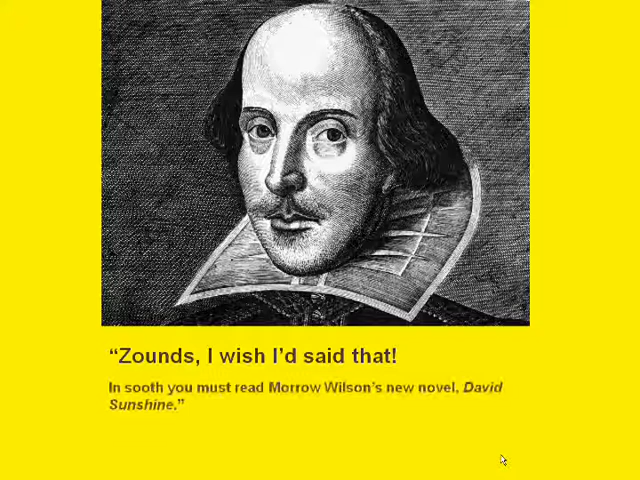 “Zounds, I wish I’d said that!
In sooth you must read Morrow Wilson’s new novel, David
Sunshine.”